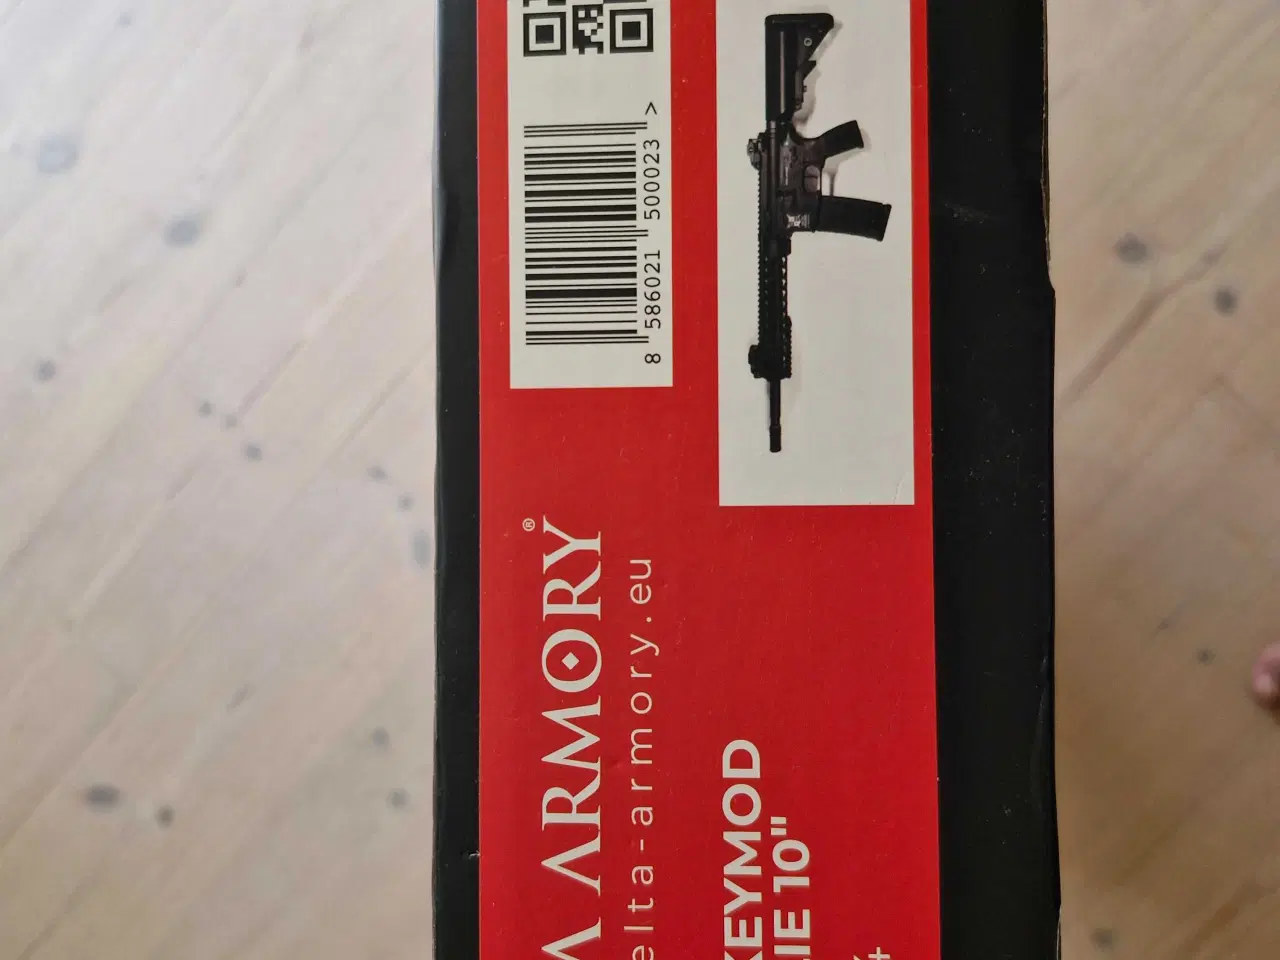 8 586021 500023 >
ARMORY®
elta-armory.eu
KEYMOD
IE 10"